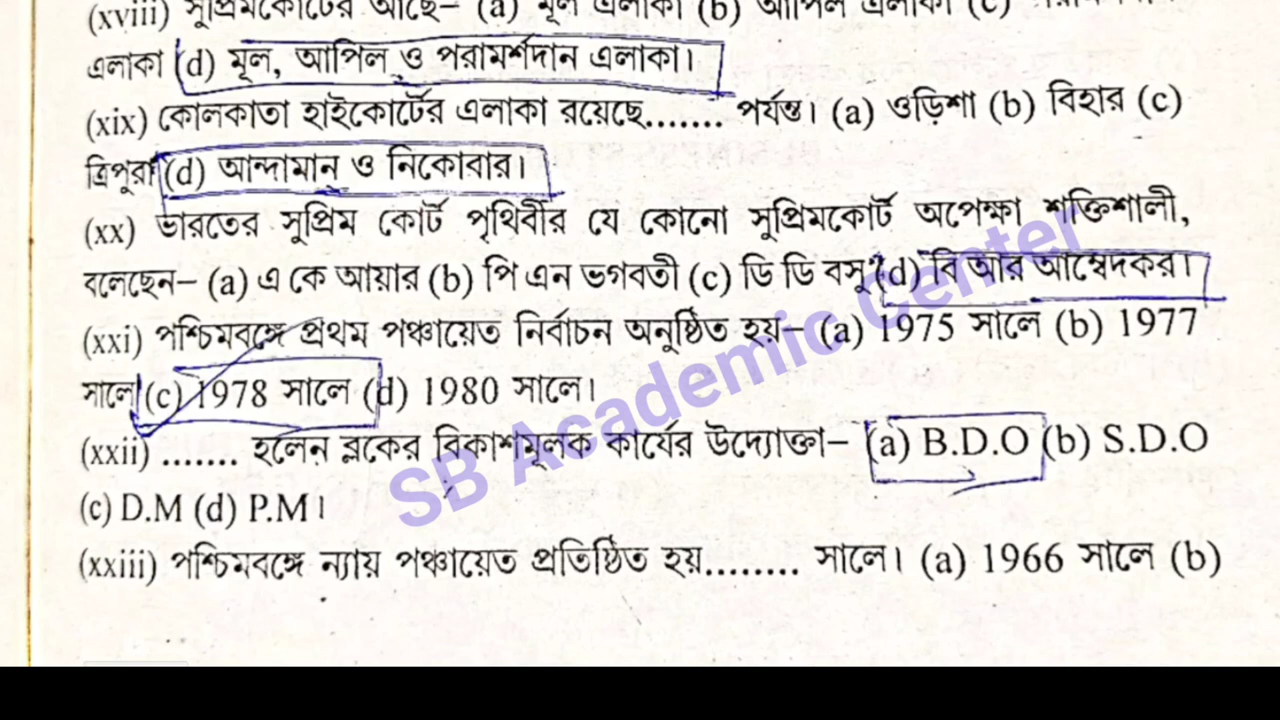 (xviii) সুপ্রিমকোর্টের আছে– (a) মূল এলাকা (b) আপিল এলাকা (c)
এলাকা (d) মূল, আপিল ও পরামর্শদান এলাকা।
(xix) কোলকাতা হাইকোর্টের এলাকা রয়েছে....... পর্যন্ত। (a) ওড়িশা (b) বিহার (c)
ত্রিপুরা (d) আন্দামান ও নিকোবার।
(xx) ভারতের সুপ্রিম কোর্ট পৃথিবীর যে কোনো সুপ্রিমকোর্ট অপেক্ষা শক্তিশালী,
বলেছেন– (a) এ কে আয়ার (b) পি এন ভগবতী (c) ডি ডি বসু (d) বি আর আম্বেদকর।
(xxi) পশ্চিমবঙ্গে প্রথম পঞ্চায়েত নির্বাচন অনুষ্ঠিত হয়– (a) 1975 সালে (b) 1977
সালে (c) 1978 সালে (d) 1980 সালে।
(xxii) ....... হলেন ব্লকের বিকাশমূলক কার্যের উদ্যোক্তা– (a) B.D.O (b) S.D.O
(c) D.M (d) P.M।
(xxiii) পশ্চিমবঙ্গে ন্যায় পঞ্চায়েত প্রতিষ্ঠিত হয়........ সালে। (a) 1966 সালে (b)
SB Academic Center